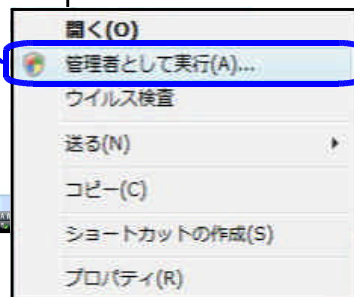 開く(O)
管理者として実行(A)...
ウイルス検査
送る(N)
コピー(C)
ショートカットの作成(S)
プロパティ(R)